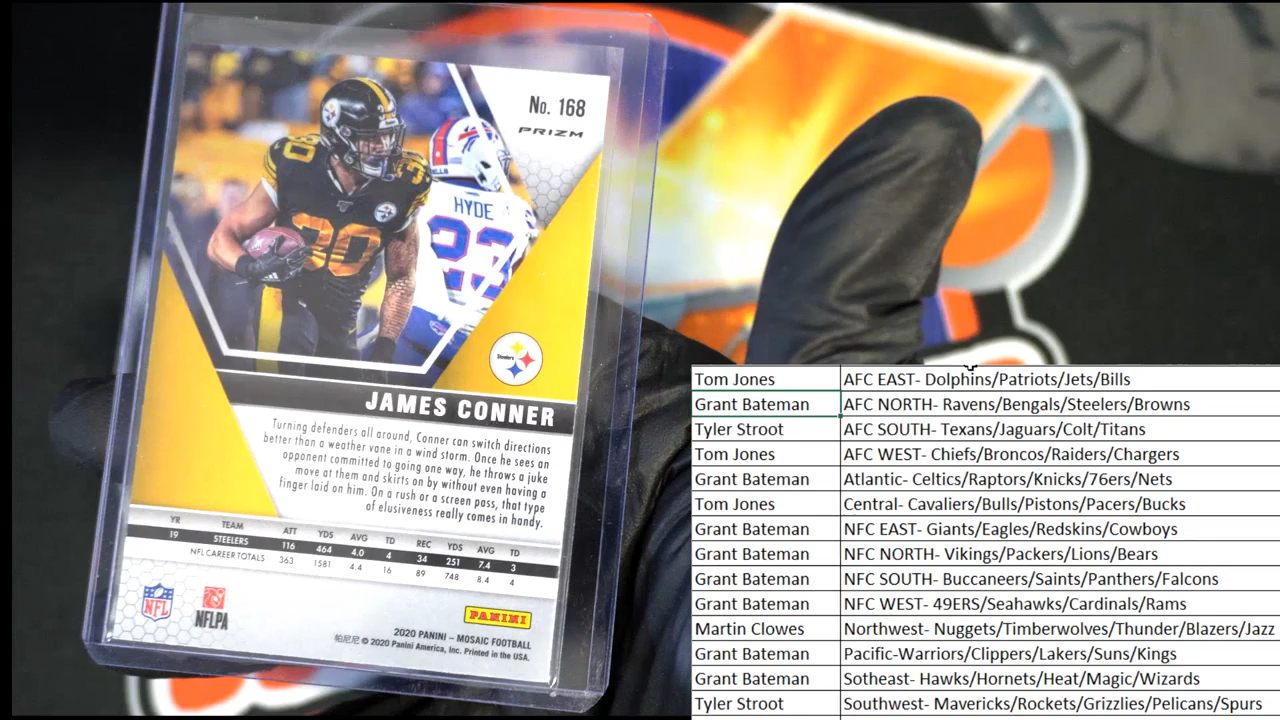 No. 168
PRIZM
30
30
HYDE
23
Steelers
JAMES CONNER
Turning defenders all around, Conner can switch directions
better than a weather vane in a wind storm. Once he sees an
opponent committed to going one way, he throws a juke
move at them and skirts on by without even having a
finger laid on him. On a rush or a screen pass, that type
of elusiveness really comes in handy.
YR TEAM ATT YDS AVG TD REC YDS AVG TD
19 STEELERS 116 464 4.0 4 34 251 7.4 3
NFL CAREER TOTALS 363 1581 4.4 16 89 748 8.4 4
NFL
NFLPA
PANINI
2020 PANINI – MOSAIC FOOTBALL
帕尼尼 © 2020 Panini America, Inc. Printed in the USA.
Tom Jones AFC EAST- Dolphins/Patriots/Jets/Bills
Grant Bateman AFC NORTH- Ravens/Bengals/Steelers/Browns
Tyler Stroot AFC SOUTH- Texans/Jaguars/Colt/Titans
Tom Jones AFC WEST- Chiefs/Broncos/Raiders/Chargers
Grant Bateman Atlantic- Celtics/Raptors/Knicks/76ers/Nets
Tom Jones Central- Cavaliers/Bulls/Pistons/Pacers/Bucks
Grant Bateman NFC EAST- Giants/Eagles/Redskins/Cowboys
Grant Bateman NFC NORTH- Vikings/Packers/Lions/Bears
Grant Bateman NFC SOUTH- Buccaneers/Saints/Panthers/Falcons
Grant Bateman NFC WEST- 49ERS/Seahawks/Cardinals/Rams
Martin Clowes Northwest- Nuggets/Timberwolves/Thunder/Blazers/Jazz
Grant Bateman Pacific-Warriors/Clippers/Lakers/Suns/Kings
Grant Bateman Sotheast- Hawks/Hornets/Heat/Magic/Wizards
Tyler Stroot Southwest- Mavericks/Rockets/Grizzlies/Pelicans/Spurs